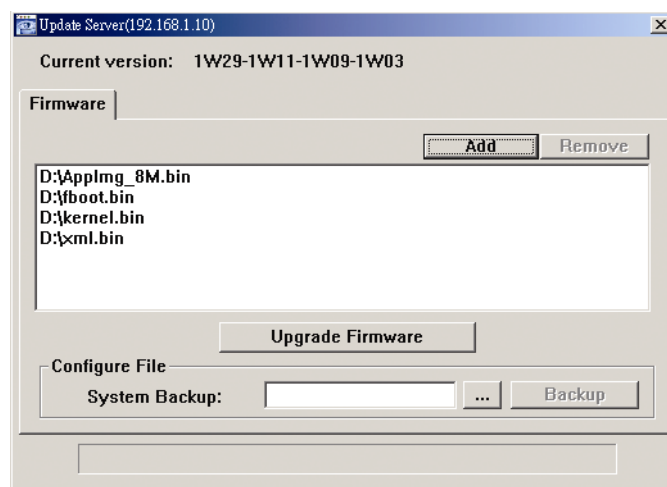 Update Server(192.168.1.10)
Current version: 1W29-1W11-1W09-1W03
Firmware
Add Remove
D:\AppImg_8M.bin
D:\fboot.bin
D:\kernel.bin
D:\xml.bin
Upgrade Firmware
Configure File
System Backup: ... Backup